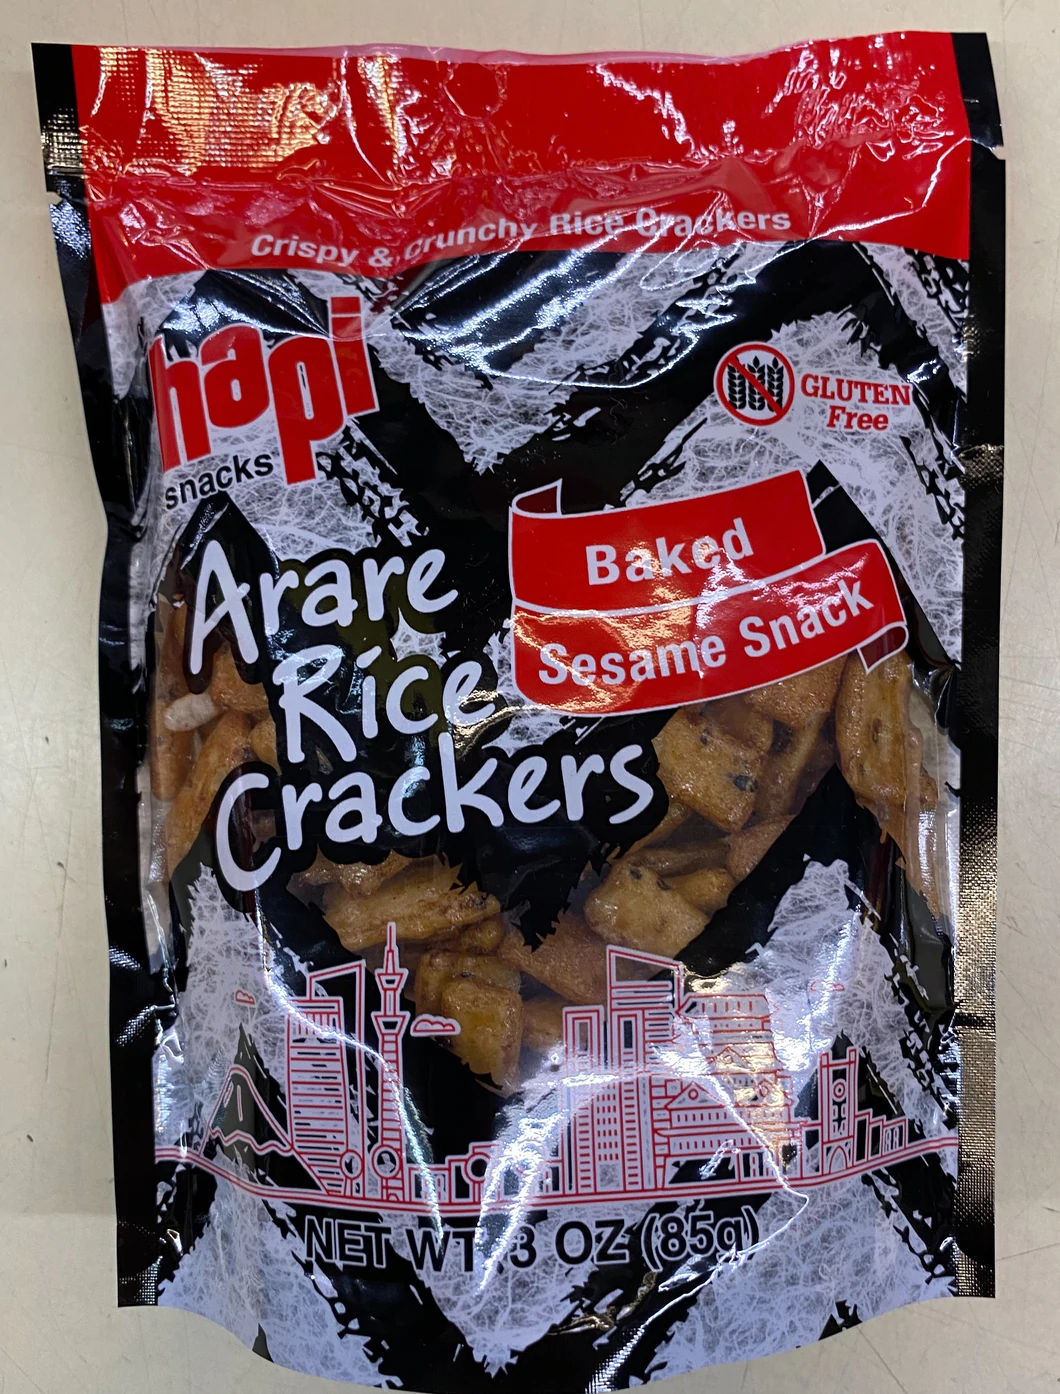 Crispy & Crunchy Rice Crackers
hapi
snacks
GLUTEN
Free
Baked
Sesame Snack
Arare
Rice
Crackers
NET WT. 3 OZ (85g)